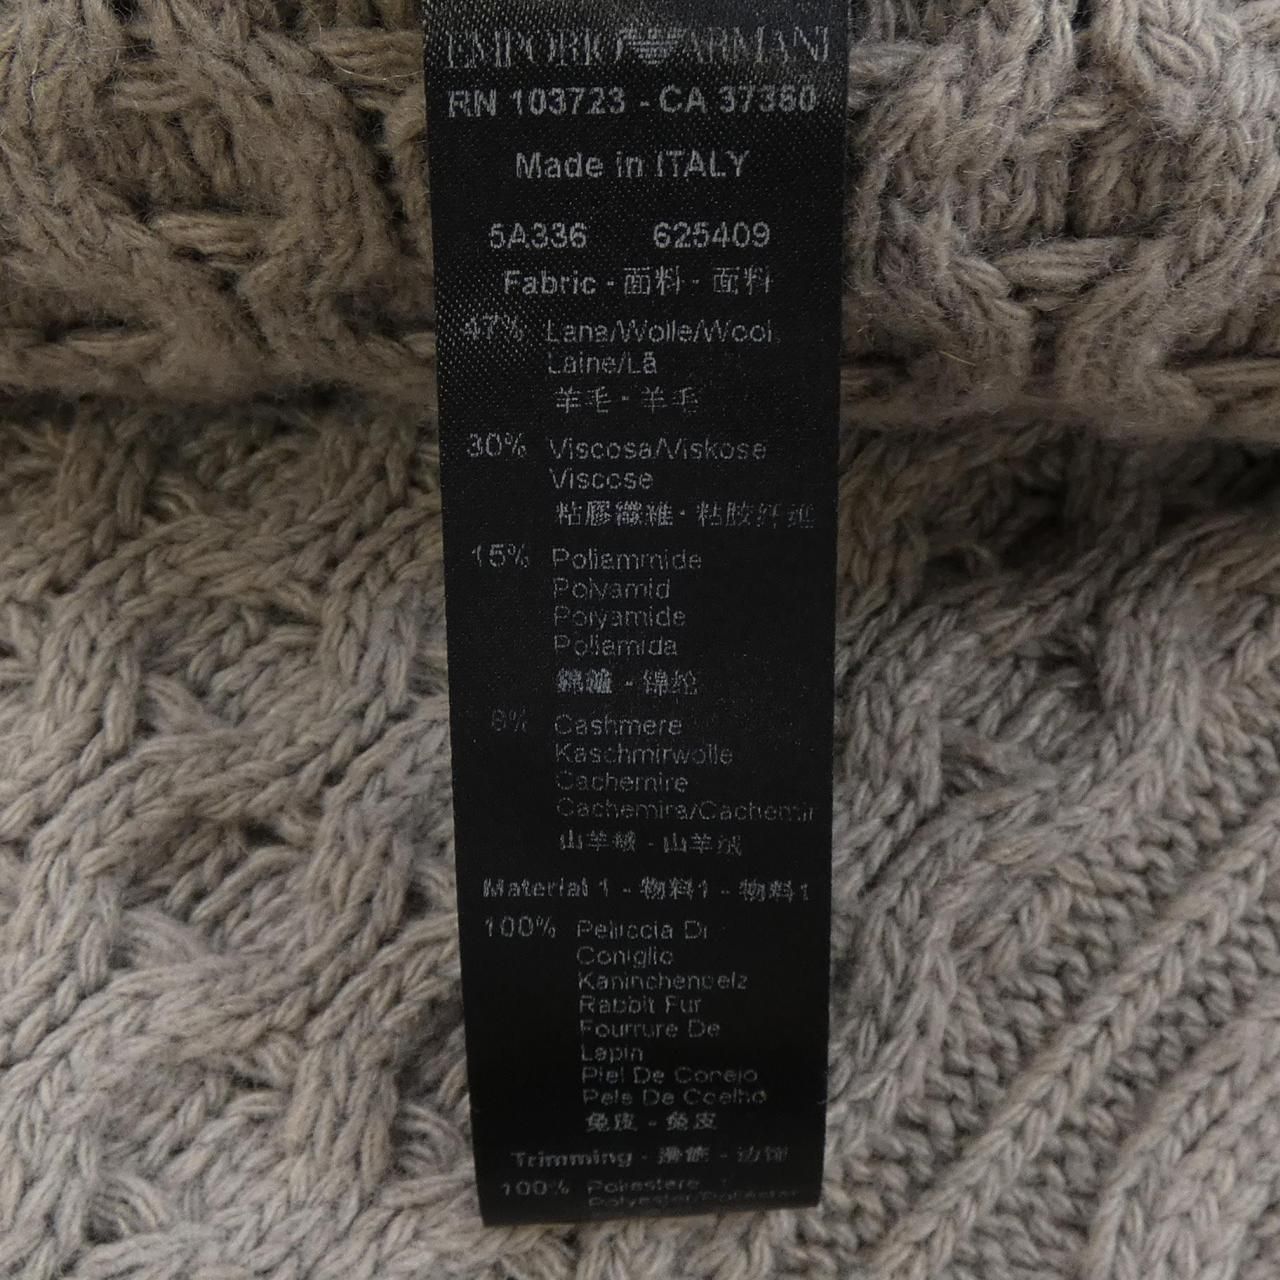 EMPORIO ARMANI
RN 103723 - CA 37360
Made in ITALY
5A336 625409
Fabric - 面料 - 面料
47% Lana/Wolle/Wool
Laine/Lã
羊毛 - 羊毛
30% Viscosa/Viskose
Viscose
粘膠纖維 - 粘胶纤维
15% Poliammide
Polyamid
Polyamide
Poliamida
錦綸 - 锦纶
8% Cashmere
Kaschmirwolle
Cachemire
Cachemira/Cachemir
山羊絨 - 山羊绒
Material 1 - 物料1 - 物料1
100% Pelliccia Di
Coniglio
Kaninchenpelz
Rabbit Fur
Fourrure De
Lapin
Piel De Conejo
Pele De Coelho
兔皮 - 兔皮
Trimming - 邊飾 - 边饰
100% Poliestere
Polyester/Poliéster